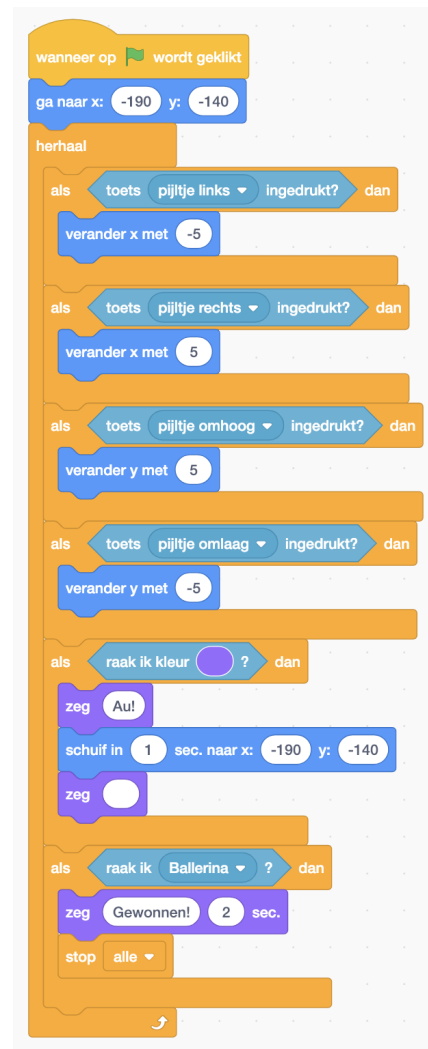 wanneer op wordt geklikt
ga naar x: -190 y: -140
herhaal
als toets pijltje links ingedrukt? dan
verander x met -5
als toets pijltje rechts ingedrukt? dan
verander x met 5
als toets pijltje omhoog ingedrukt? dan
verander y met 5
als toets pijltje omlaag ingedrukt? dan
verander y met -5
als raak ik kleur ? dan
zeg Au!
schuif in 1 sec. naar x: -190 y: -140
zeg
als raak ik Ballerina ? dan
zeg Gewonnen! 2 sec.
stop alle